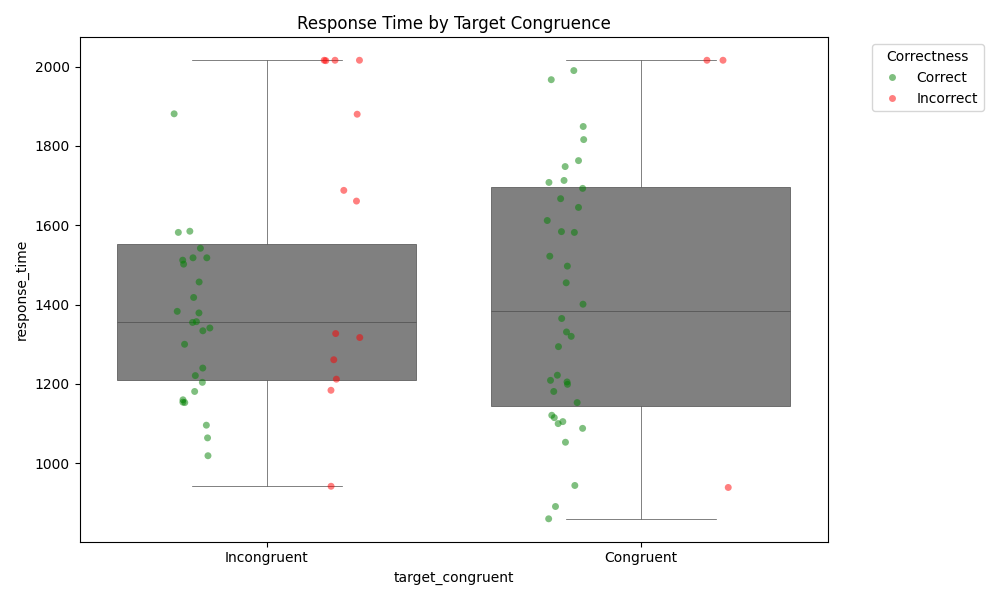 Response Time by Target Congruence
Correctness
Correct
Incorrect
response_time
2000
1800
1600
1400
1200
1000
Incongruent
Congruent
target_congruent